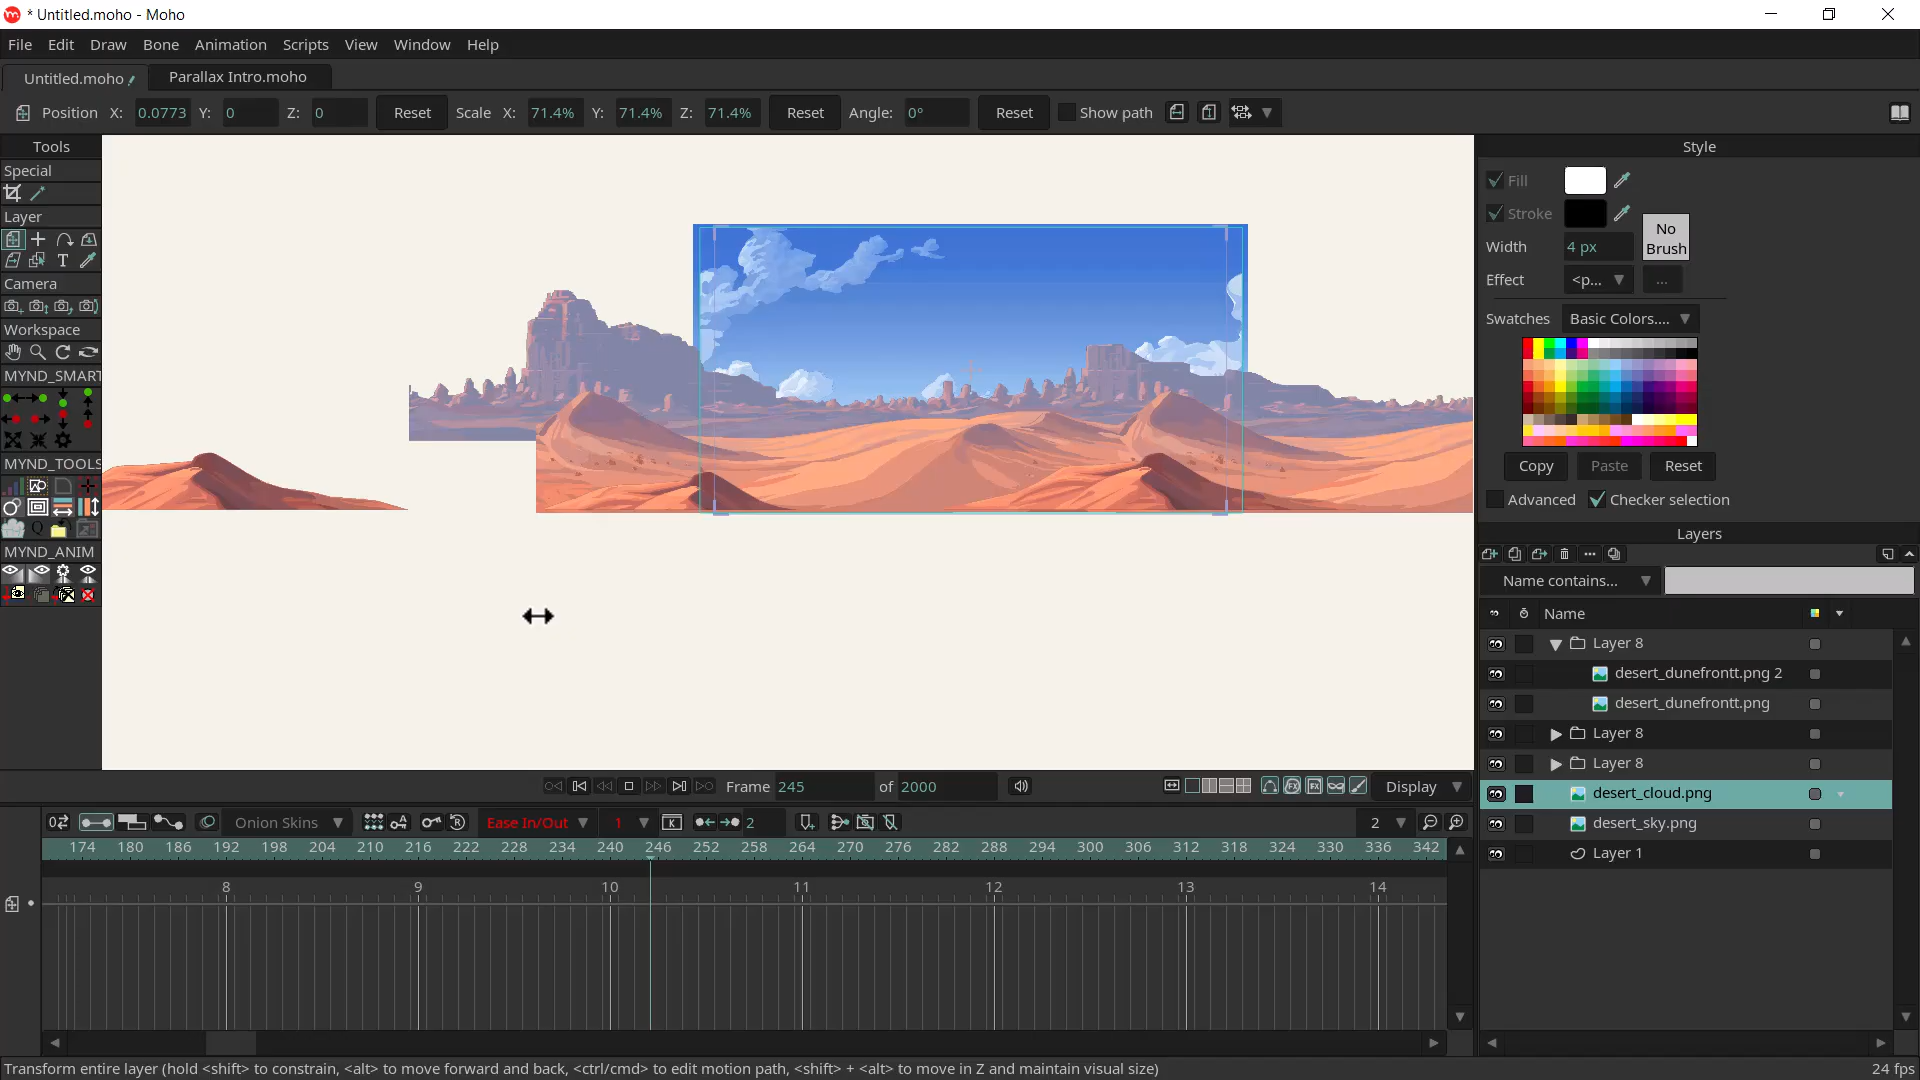 * Untitled.moho - Moho
File Edit Draw Bone Animation Scripts View Window Help
Untitled.moho Parallax Intro.moho
Position X: 0.0773 Y: 0 Z: 0 Reset Scale X: 71.4% Y: 71.4% Z: 71.4% Reset Angle: 0° Reset Show path
Tools
Special
Layer
Camera
Workspace
MYND_SMART
MYND_TOOLS
MYND_ANIM
Style
Fill
Stroke
No Brush
Width 4 px
Effect <p... ...
Swatches Basic Colors....
Copy Paste Reset
Advanced Checker selection
Layers
Name contains...
Name
Layer 8
desert_dunefrontt.png 2
desert_dunefrontt.png
Layer 8
Layer 8
desert_cloud.png
desert_sky.png
Layer 1
Frame 245 of 2000 Display
Onion Skins Ease In/Out 1 2 2
174 180 186 192 198 204 210 216 222 228 234 240 246 252 258 264 270 276 282 288 294 300 306 312 318 324 330 336 342
8 9 10 11 12 13 14
Transform entire layer (hold <shift> to constrain, <alt> to move forward and back, <ctrl/cmd> to edit motion path, <shift> + <alt> to move in Z and maintain visual size)
24 fps